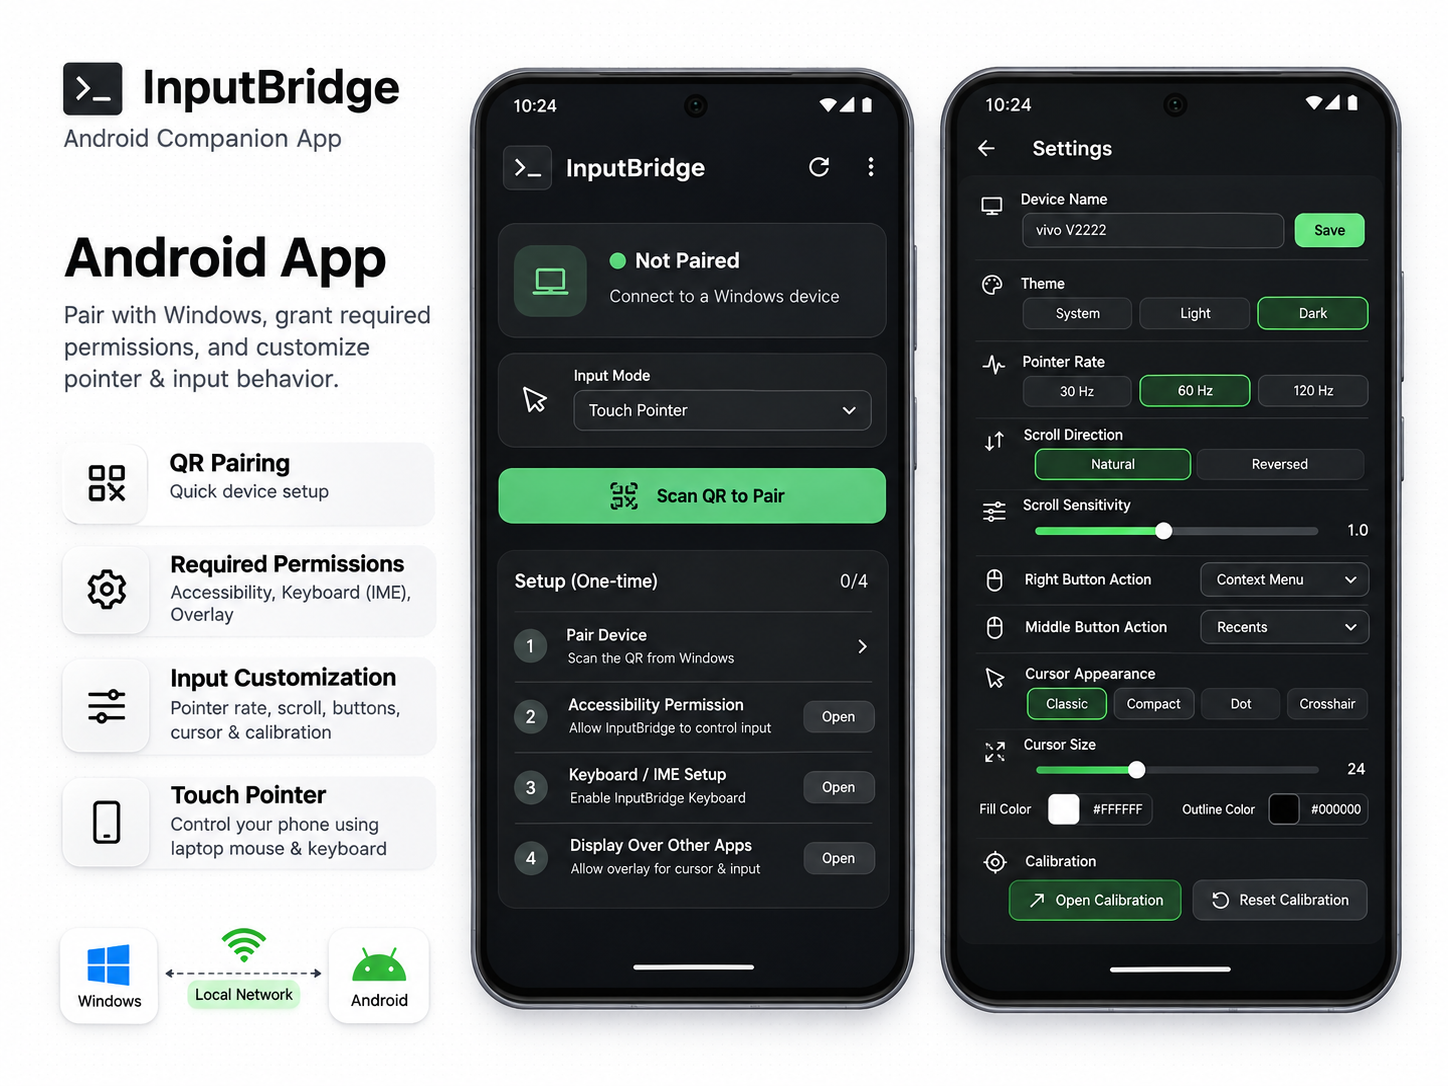 >_ InputBridge
Android Companion App
Android App
Pair with Windows, grant required
permissions, and customize
pointer & input behavior.
QR Pairing
Quick device setup
Required Permissions
Accessibility, Keyboard (IME),
Overlay
Input Customization
Pointer rate, scroll, buttons,
cursor & calibration
Touch Pointer
Control your phone using
laptop mouse & keyboard
Windows
Local Network
Android
10:24
>_ InputBridge
Not Paired
Connect to a Windows device
Input Mode
Touch Pointer
Scan QR to Pair
Setup (One-time) 0/4
1 Pair Device
Scan the QR from Windows
2 Accessibility Permission
Allow InputBridge to control input
Open
3 Keyboard / IME Setup
Enable InputBridge Keyboard
Open
4 Display Over Other Apps
Allow overlay for cursor & input
Open
10:24
Settings
Device Name
vivo V2222 Save
Theme
System Light Dark
Pointer Rate
30 Hz 60 Hz 120 Hz
Scroll Direction
Natural Reversed
Scroll Sensitivity
1.0
Right Button Action Context Menu
Middle Button Action Recents
Cursor Appearance
Classic Compact Dot Crosshair
Cursor Size
24
Fill Color #FFFFFF Outline Color #000000
Calibration
Open Calibration Reset Calibration